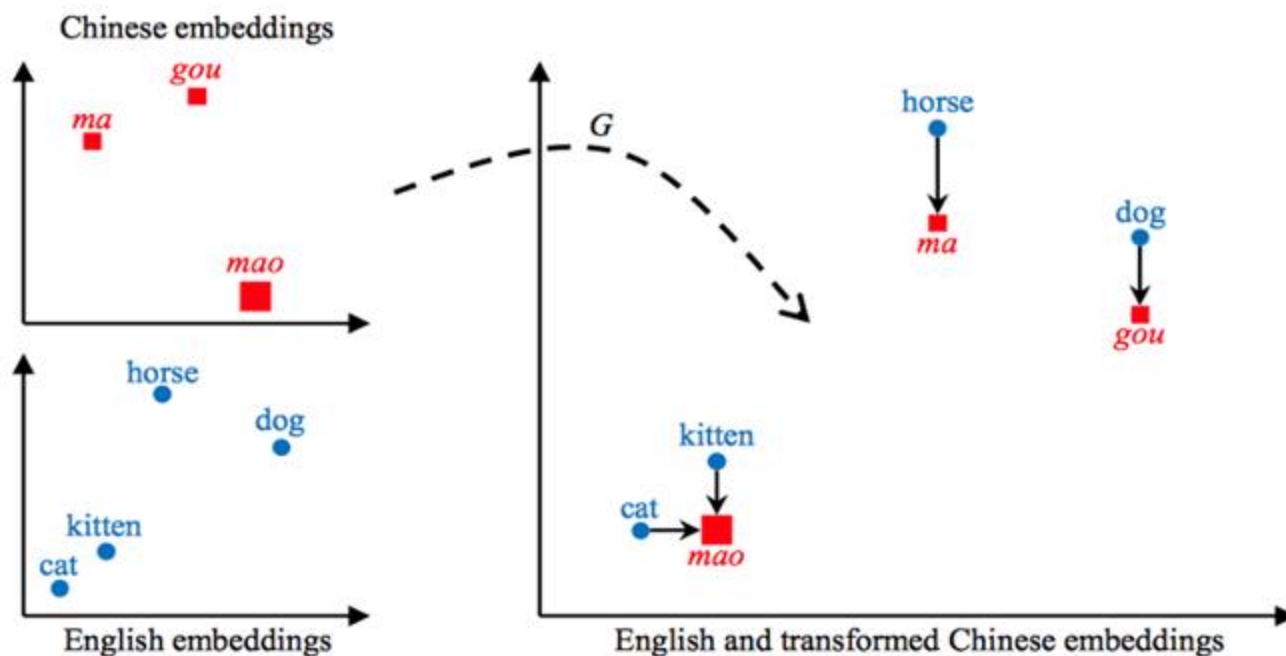 Chinese embeddings
gou
ma
mao
horse
dog
kitten
cat
English embeddings
G
horse
ma
dog
gou
kitten
cat
mao
English and transformed Chinese embeddings